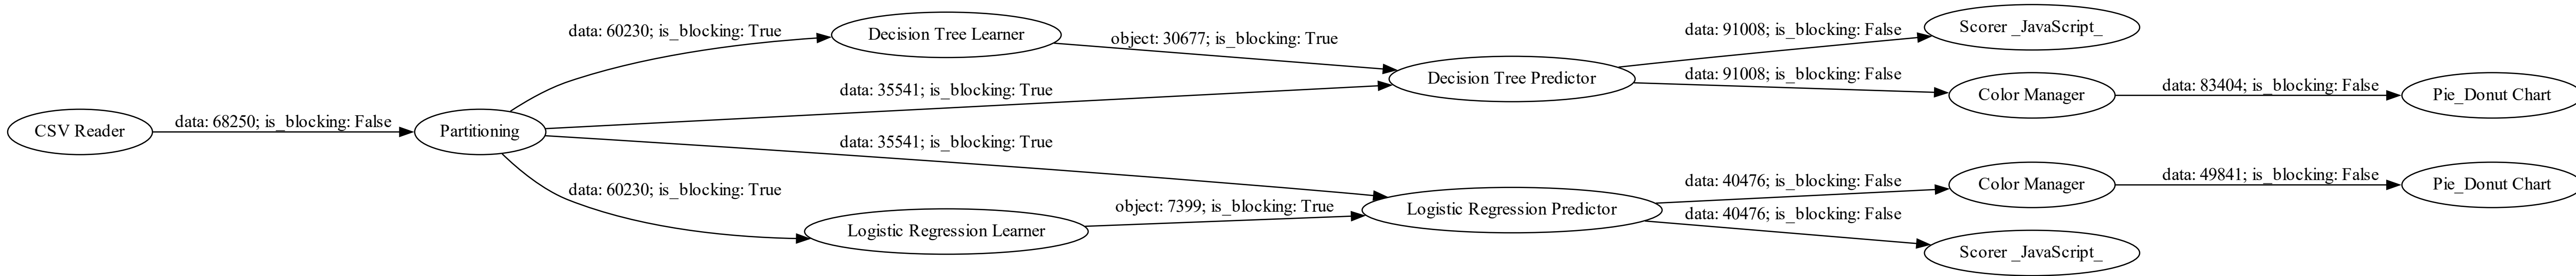 CSV Reader
data: 68250; is_blocking: False
Partitioning
data: 60230; is_blocking: True
Decision Tree Learner
object: 30677; is_blocking: True
data: 35541; is_blocking: True
Decision Tree Predictor
data: 35541; is_blocking: True
data: 60230; is_blocking: True
Logistic Regression Learner
object: 7399; is_blocking: True
Logistic Regression Predictor
data: 91008; is_blocking: False
Scorer _JavaScript_
data: 91008; is_blocking: False
Color Manager
data: 83404; is_blocking: False
Pie_Donut Chart
data: 40476; is_blocking: False
Color Manager
data: 49841; is_blocking: False
Pie_Donut Chart
data: 40476; is_blocking: False
Scorer _JavaScript_